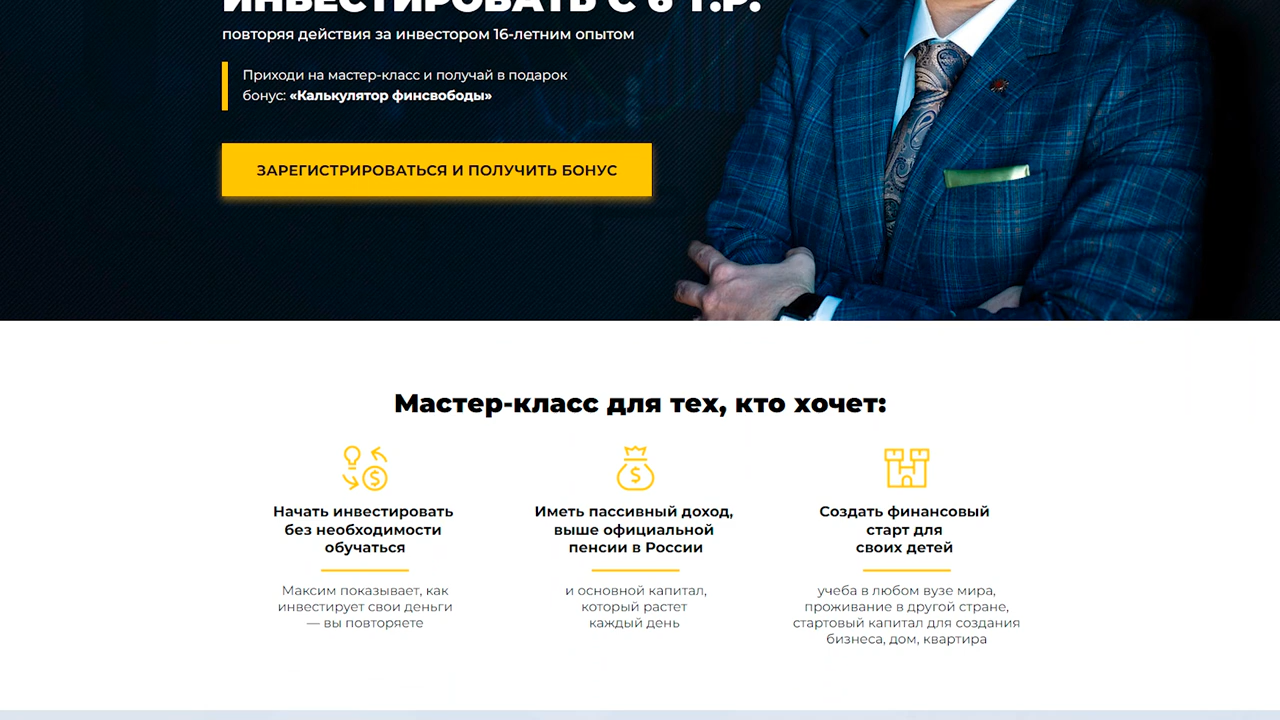 ИНВЕСТИРОВАТЬ С 6 Т.Р.
повторяя действия за инвестором 16-летним опытом
Приходи на мастер-класс и получай в подарок
бонус: «Калькулятор финсвободы»
ЗАРЕГИСТРИРОВАТЬСЯ И ПОЛУЧИТЬ БОНУС
Мастер-класс для тех, кто хочет:
Начать инвестировать
без необходимости
обучаться
Максим показывает, как
инвестирует свои деньги
— вы повторяете
Иметь пассивный доход,
выше официальной
пенсии в России
и основной капитал,
который растет
каждый день
Создать финансовый
старт для
своих детей
учеба в любом вузе мира,
проживание в другой стране,
стартовый капитал для создания
бизнеса, дом, квартира